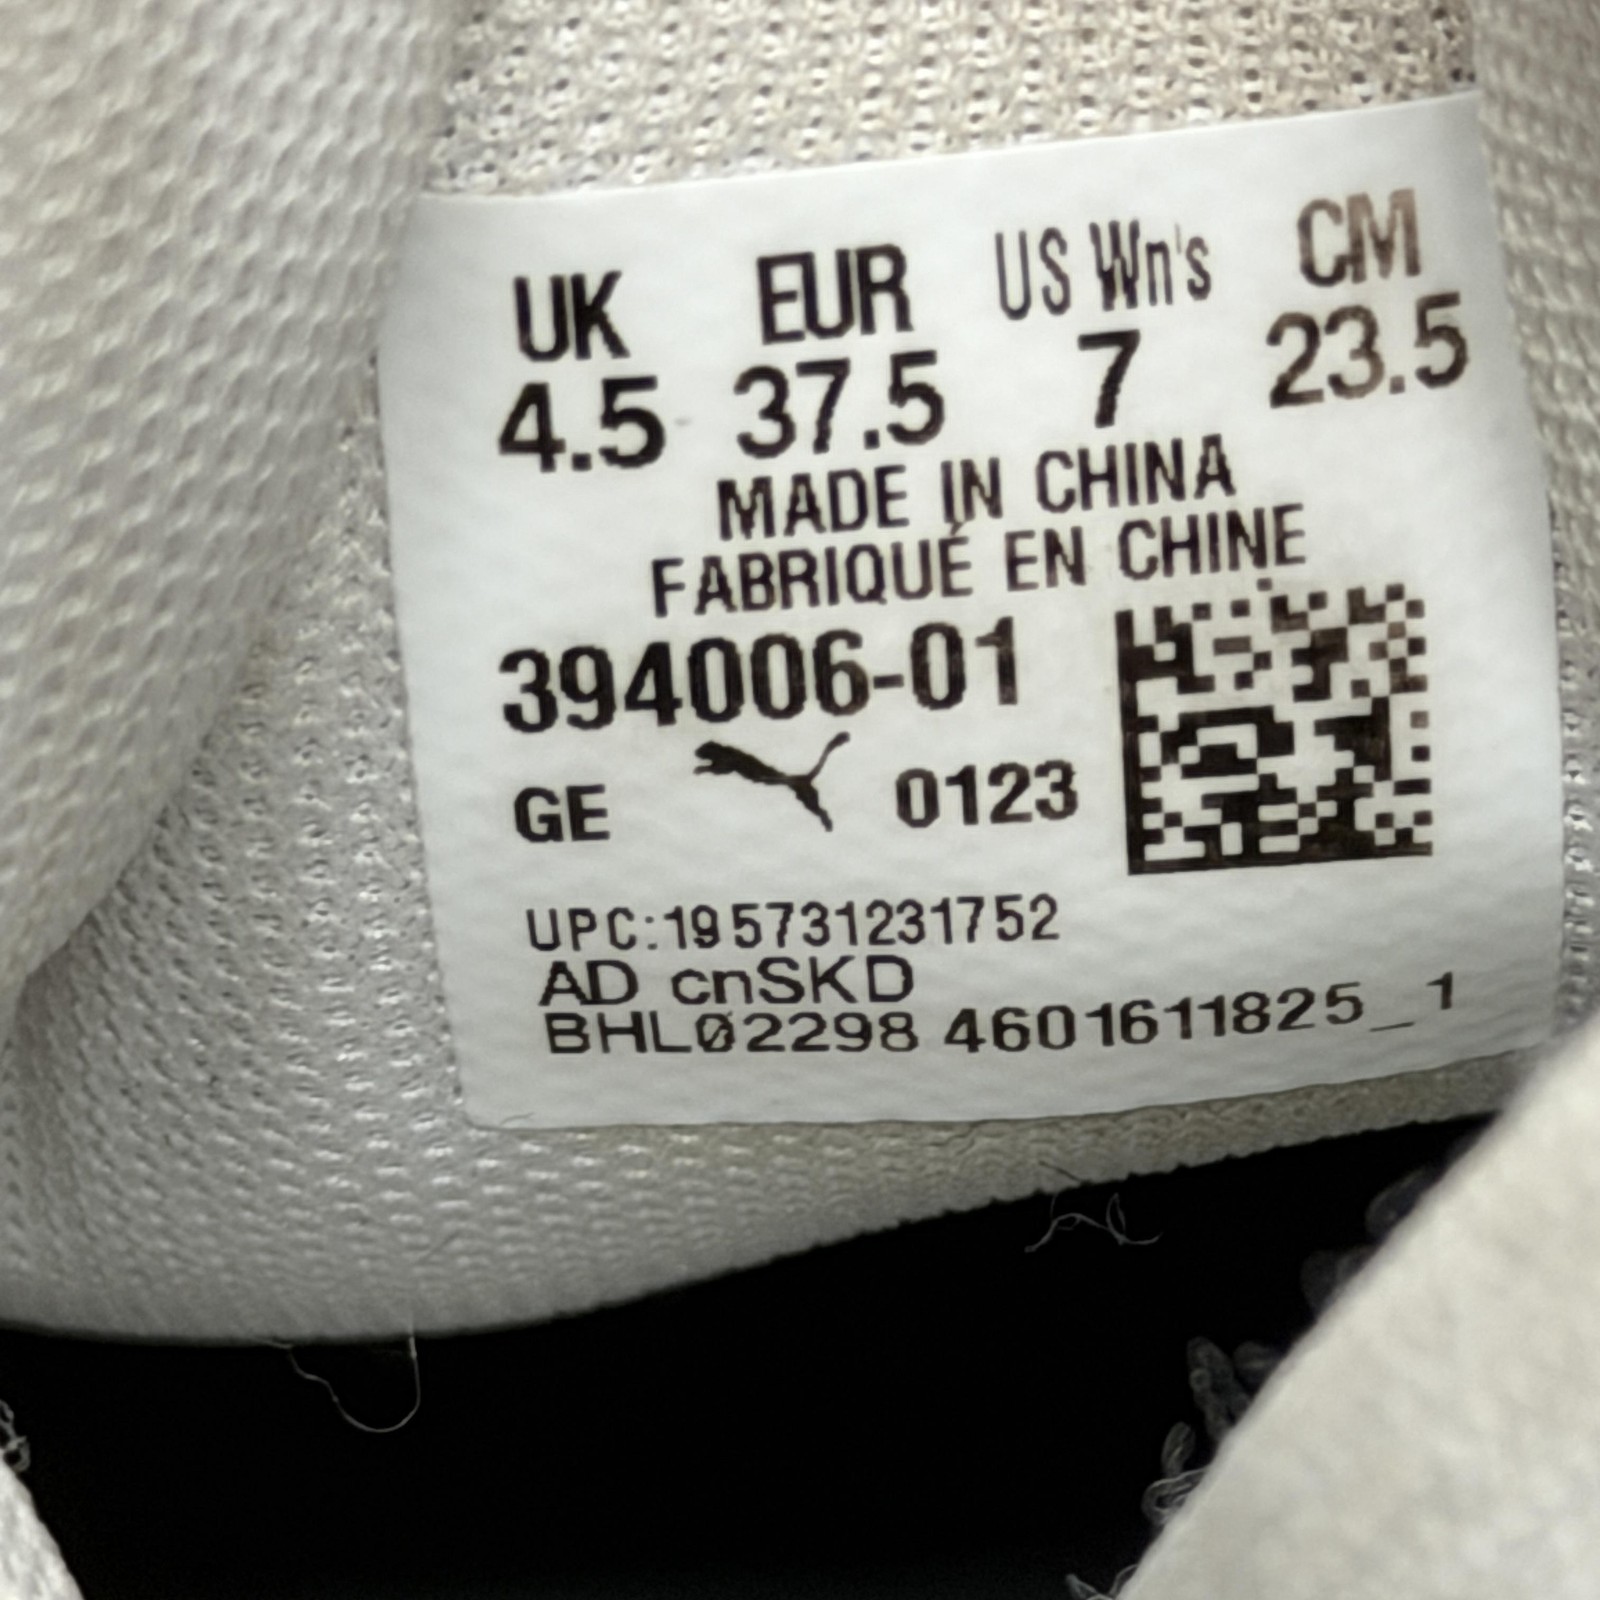 UK EUR US Wn's CM
4.5 37.5 7 23.5
MADE IN CHINA
FABRIQUÉ EN CHINE
394006-01
GE 0123
UPC:195731231752
AD cnSKD
BHL02298 4601611825_1